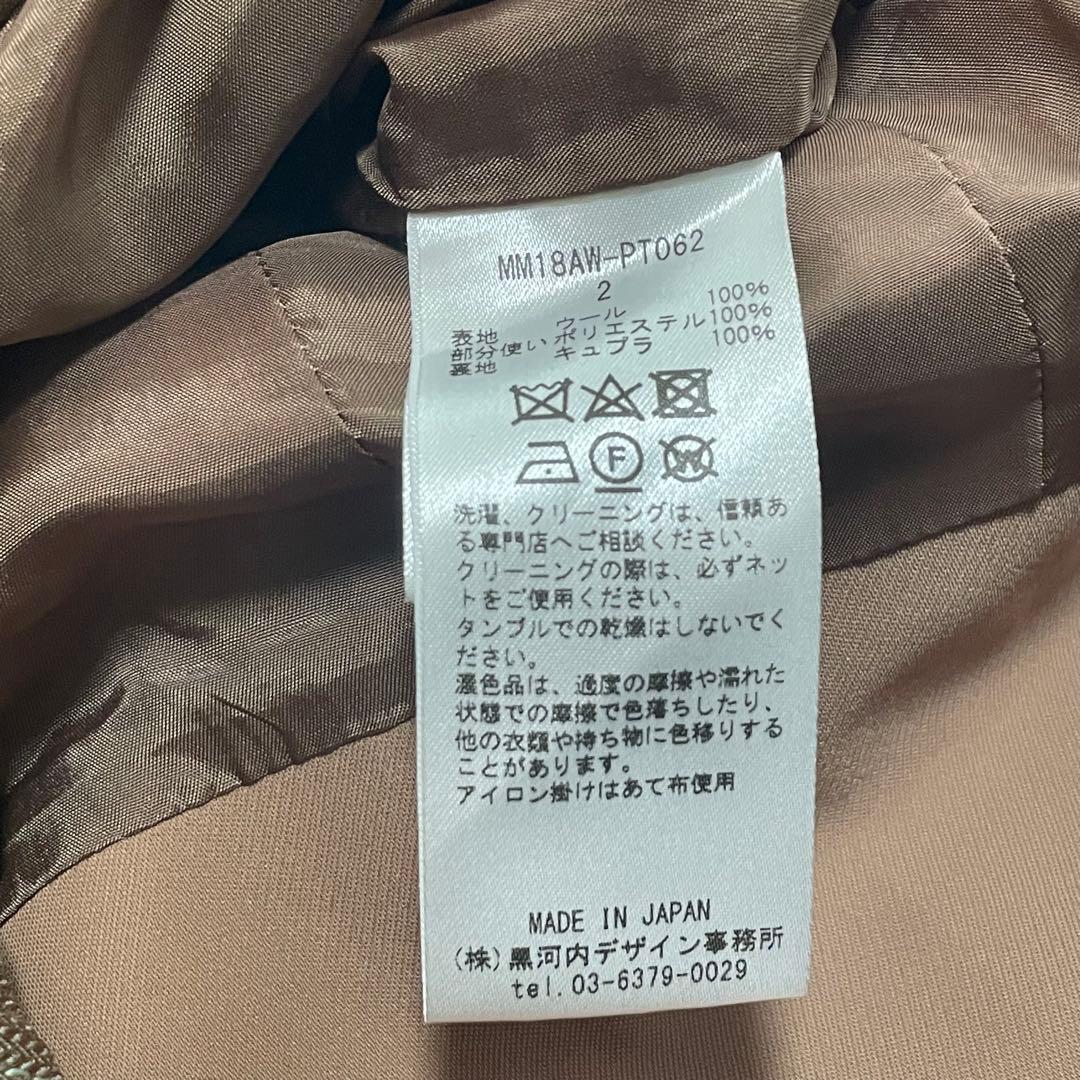 MM18AW-PT062
2
表地 ウール 100%
部分使い ポリエステル 100%
裏地 キュプラ 100%
F
W
洗濯、クリーニングは、信頼あ
る専門店へご相談ください。
クリーニングの際は、必ずネッ
トをご使用ください。
タンブルでの乾燥はしないでく
ださい。
濃色品は、過度の摩擦や濡れた
状態での摩擦で色落ちしたり、
他の衣類や持ち物に色移りする
ことがあります。
アイロン掛けはあて布使用
MADE IN JAPAN
(株)黒河内デザイン事務所
tel.03-6379-0029